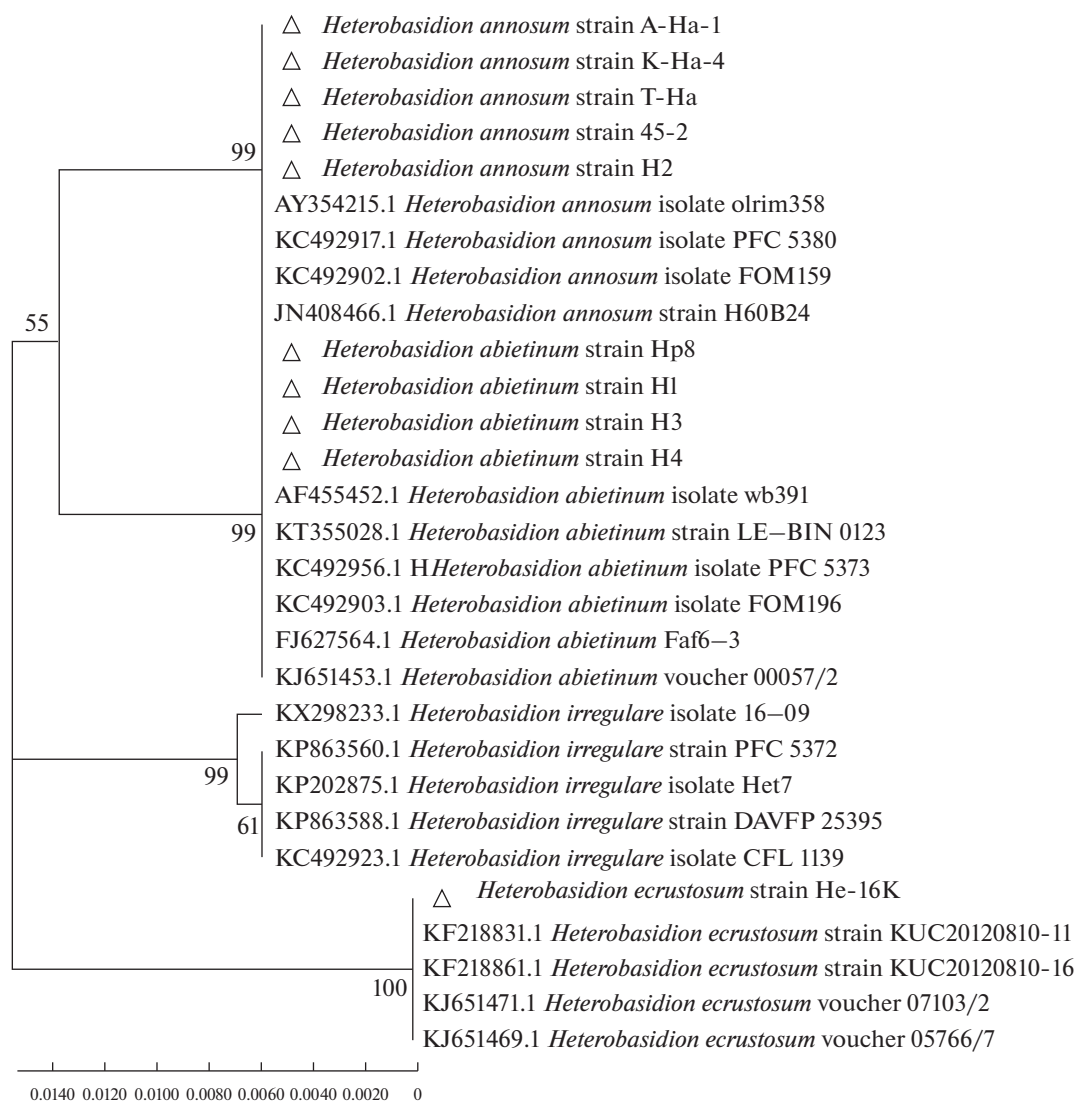 △ Heterobasidion annosum strain A-Ha-1
△ Heterobasidion annosum strain K-Ha-4
△ Heterobasidion annosum strain T-Ha
△ Heterobasidion annosum strain 45-2
99
△ Heterobasidion annosum strain H2
AY354215.1 Heterobasidion annosum isolate olrim358
KC492917.1 Heterobasidion annosum isolate PFC 5380
KC492902.1 Heterobasidion annosum isolate FOM159
JN408466.1 Heterobasidion annosum strain H60B24
55
△ Heterobasidion abietinum strain Hp8
△ Heterobasidion abietinum strain Hl
△ Heterobasidion abietinum strain H3
△ Heterobasidion abietinum strain H4
AF455452.1 Heterobasidion abietinum isolate wb391
99
KT355028.1 Heterobasidion abietinum strain LE–BIN 0123
KC492956.1 HHeterobasidion abietinum isolate PFC 5373
KC492903.1 Heterobasidion abietinum isolate FOM196
FJ627564.1 Heterobasidion abietinum Faf6–3
KJ651453.1 Heterobasidion abietinum voucher 00057/2
KX298233.1 Heterobasidion irregulare isolate 16–09
KP863560.1 Heterobasidion irregulare strain PFC 5372
99
KP202875.1 Heterobasidion irregulare isolate Het7
61
KP863588.1 Heterobasidion irregulare strain DAVFP 25395
KC492923.1 Heterobasidion irregulare isolate CFL 1139
△ Heterobasidion ecrustosum strain He-16K
KF218831.1 Heterobasidion ecrustosum strain KUC20120810-11
KF218861.1 Heterobasidion ecrustosum strain KUC20120810-16
100
KJ651471.1 Heterobasidion ecrustosum voucher 07103/2
KJ651469.1 Heterobasidion ecrustosum voucher 05766/7
0.0140 0.0120 0.0100 0.0080 0.0060 0.0040 0.0020 0